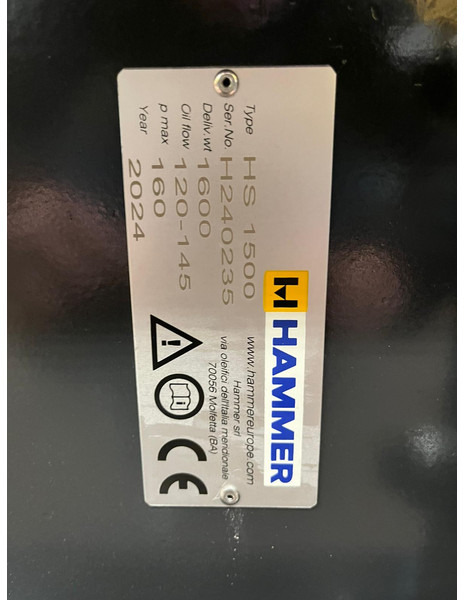 H HAMMER
www.hammereurope.com
Hammer srl
via olefici dell'Italia meridionale
70056 Molfetta (BA)
Type HS 1500
Ser.No. H240235
Deliv.wt 1600
Oil flow 120-145
p max 160
Year 2024
CE